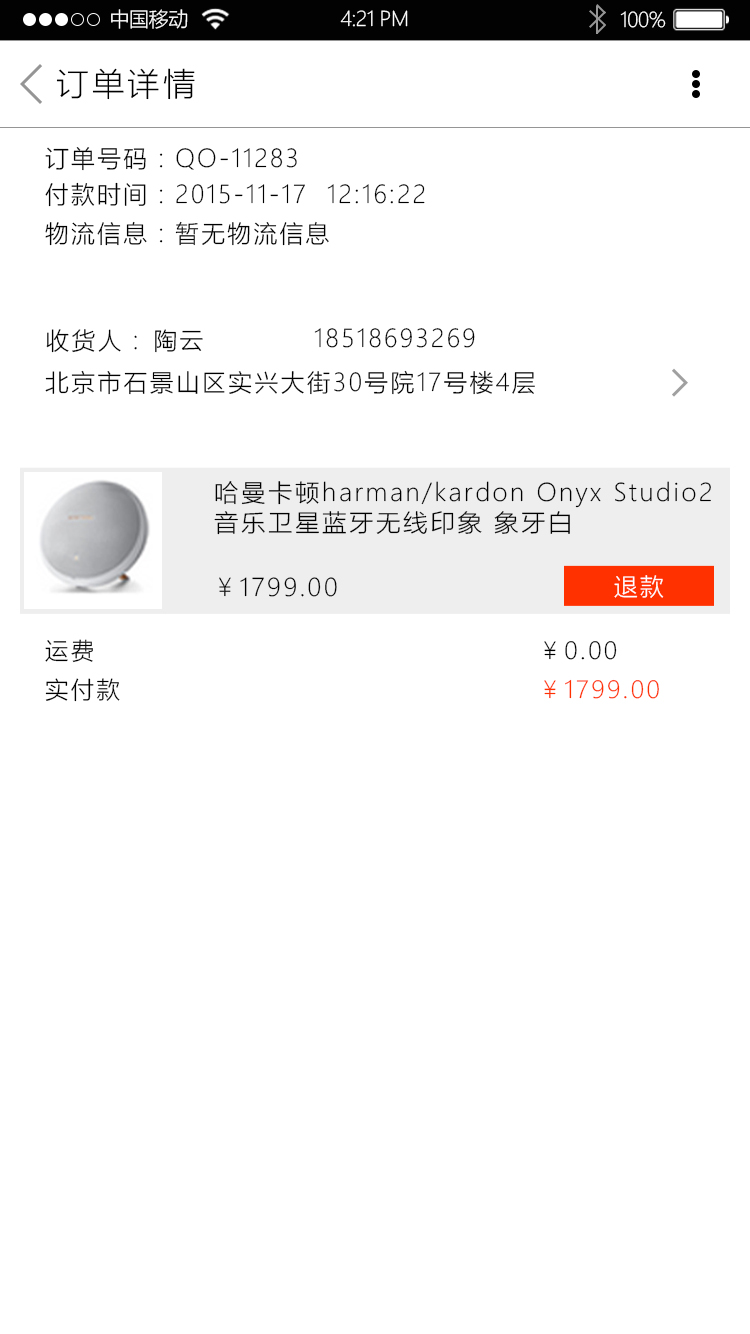 中国移动 4:21 PM 100%
订单详情
订单号码：QO-11283
付款时间：2015-11-17 12:16:22
物流信息：暂无物流信息
收货人：陶云 18518693269
北京市石景山区实兴大街30号院17号楼4层
哈曼卡顿harman/kardon Onyx Studio2
音乐卫星蓝牙无线印象 象牙白
￥1799.00 退款
运费 ￥0.00
实付款 ￥1799.00